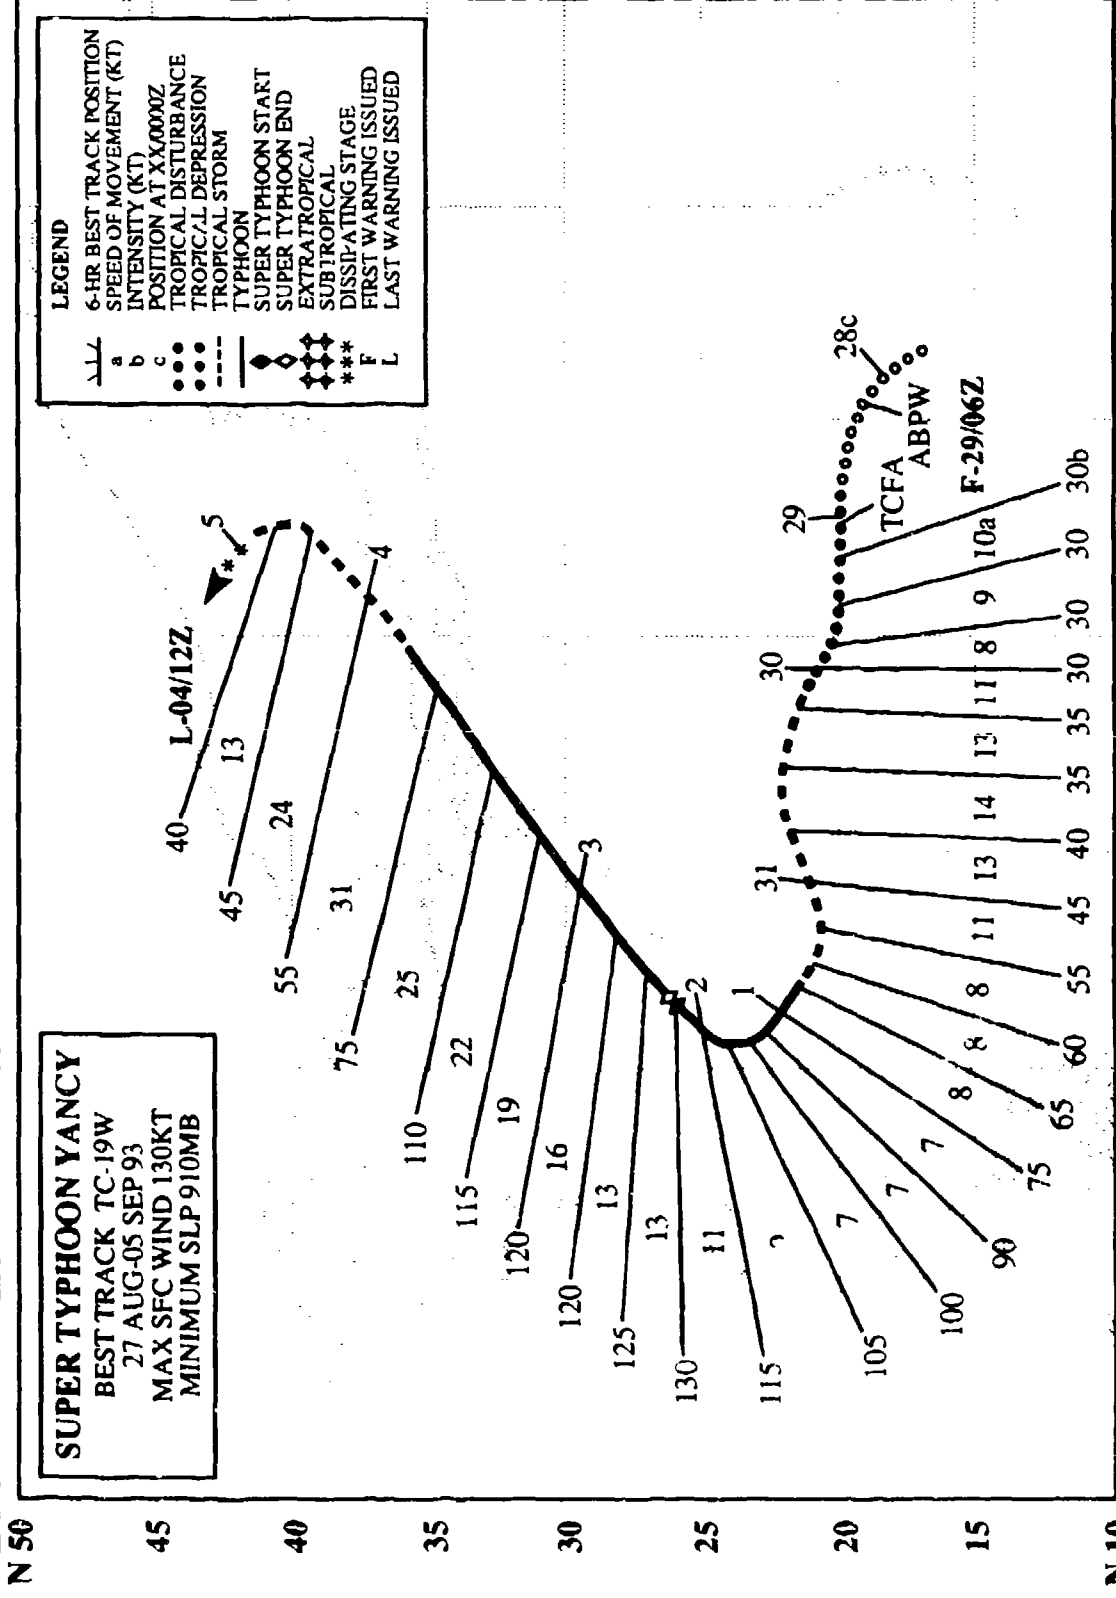 SUPER TYPHOON YANCY
BEST TRACK TC-19W
27 AUG-05 SEP 93
MAX SFC WIND 130KT
MINIMUM SLP 910MB
LEGEND
6-HR BEST TRACK POSITION
a SPEED OF MOVEMENT (KT)
b INTENSITY (KT)
c POSITION AT XX/0000Z
TROPICAL DISTURBANCE
TROPICAL DEPRESSION
TROPICAL STORM
TYPHOON
SUPER TYPHOON START
SUPER TYPHOON END
EXTRATROPICAL
SUBTROPICAL
*** DISSIPATING STAGE
F FIRST WARNING ISSUED
L LAST WARNING ISSUED
N 50
45
40
35
30
25
20
15
N 10
L-04/12Z
5
4
3
2
1
31
30
29
28c
TCFA
ABPW
F-29/06Z
40
13
45
24
55
31
75
25
110
22
115
19
120
16
120
13
125
13
130
11
115
105
7
100
7
90
7
75
8
65
8
60
8
55
11
45
13
40
14
35
13
35
11
30
8
30
9
30
10a
30b